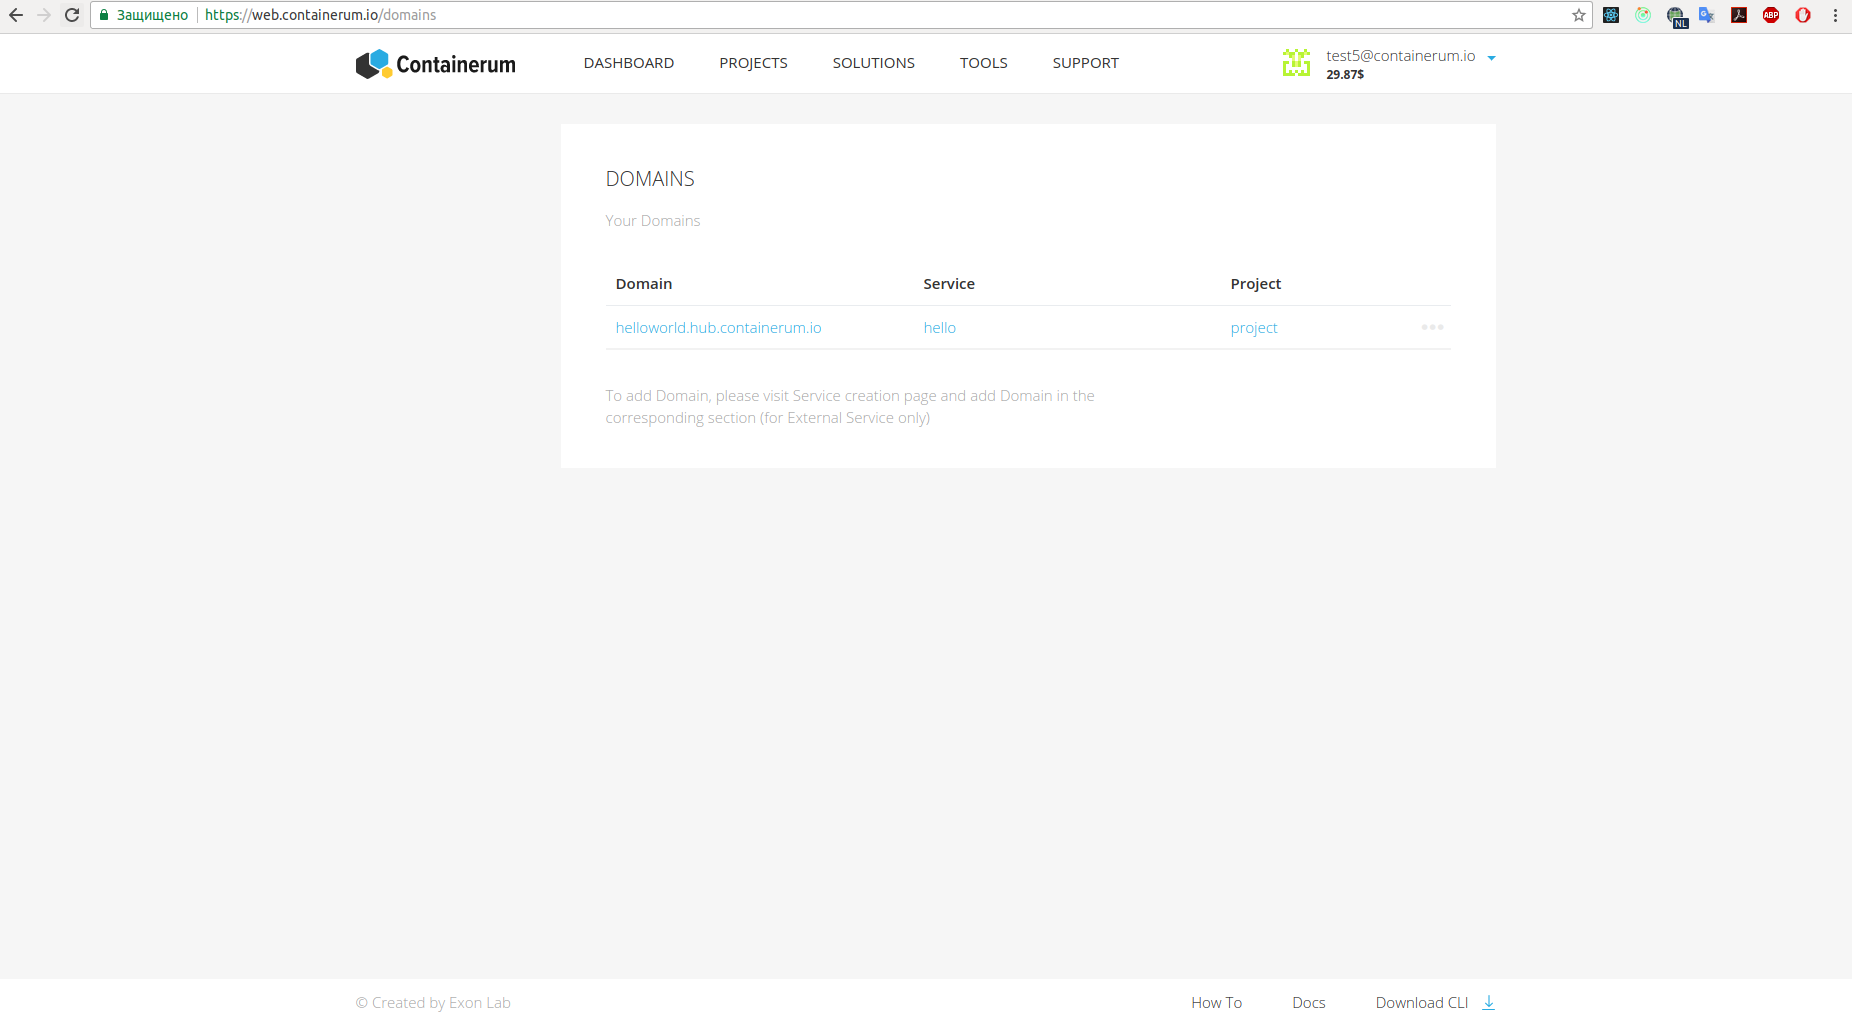 Защищено https://web.containerum.io/domains
NL
ABP
Containerum DASHBOARD PROJECTS SOLUTIONS TOOLS SUPPORT test5@containerum.io
29.87$
DOMAINS
Your Domains
Domain Service Project
helloworld.hub.containerum.io hello project
To add Domain, please visit Service creation page and add Domain in the
corresponding section (for External Service only)
© Created by Exon Lab How To Docs Download CLI